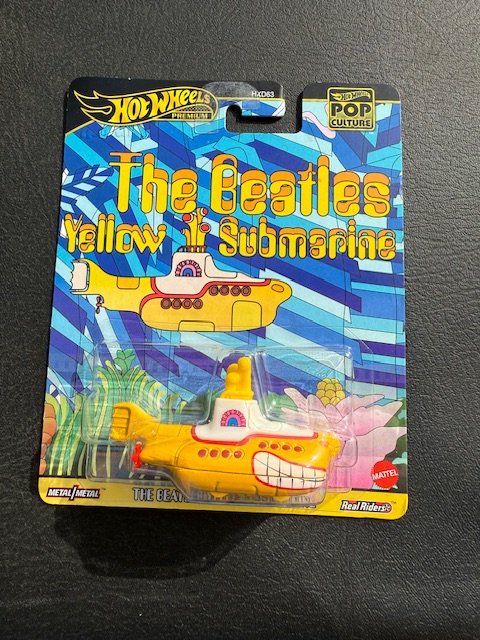 HOT WHEELS
PREMIUM
HXD63
HOT WHEELS
POP
CULTURE
The Beatles
Yellow Submarine
MATTEL
METAL/METAL
THE BEAT
Real Riders